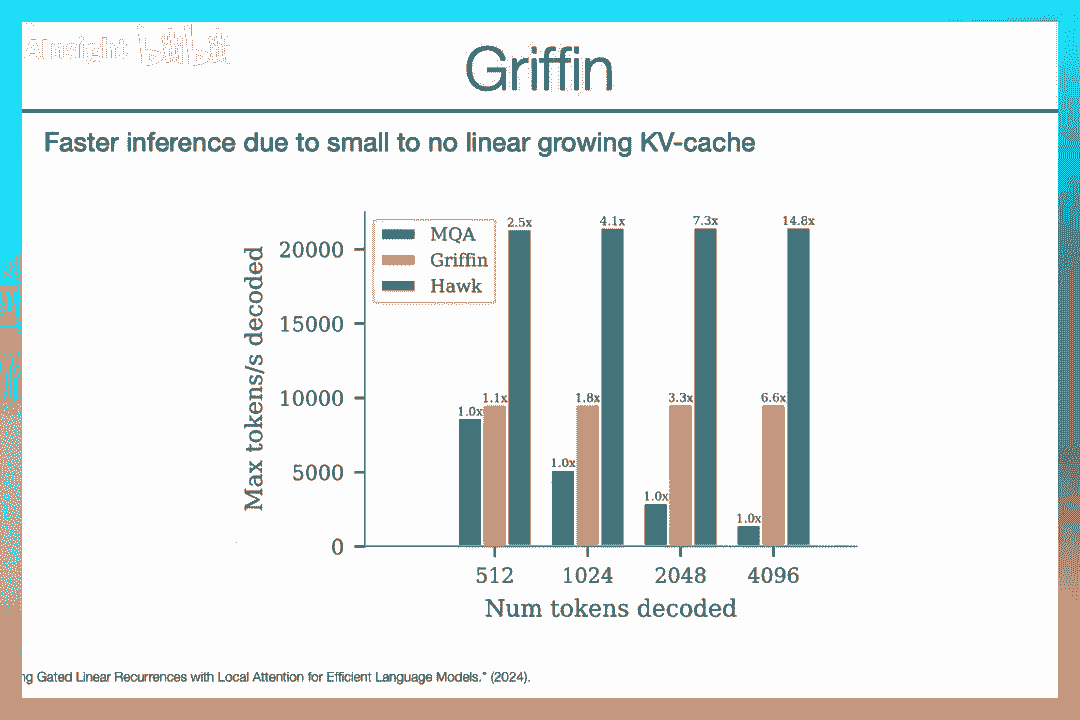 AInsight bilibili
Griffin
Faster inference due to small to no linear growing KV-cache
MQA
Griffin
Hawk
2.5x
4.1x
7.3x
14.8x
1.0x
1.1x
1.0x
1.8x
1.0x
3.3x
1.0x
6.6x
20000
15000
10000
5000
0
Max tokens/s decoded
512
1024
2048
4096
Num tokens decoded
ng Gated Linear Recurrences with Local Attention for Efficient Language Models." (2024).